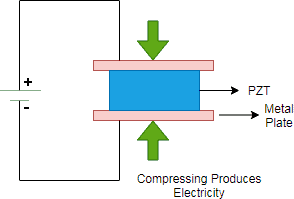 +
-
PZT
Metal
Plate
Compressing Produces
Electricity